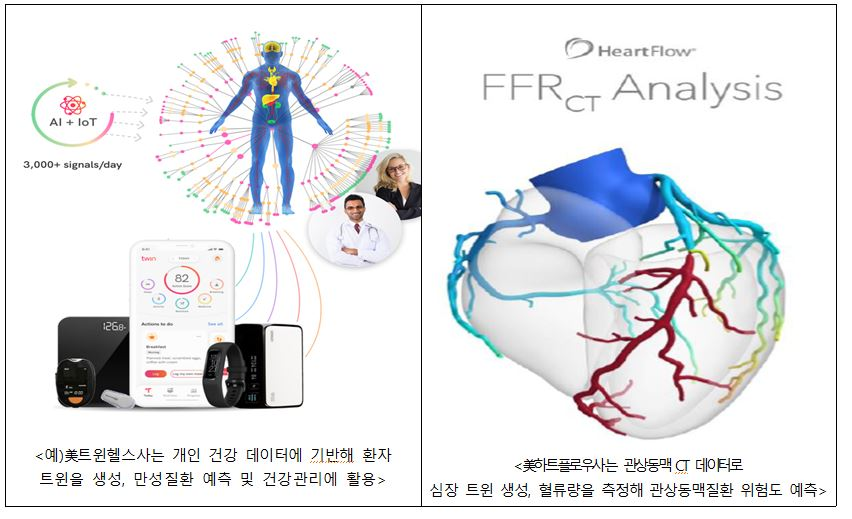 AI + IoT
3,000+ signals/day
twin
82
Actions to do
See all
Breakfast
126.8
<예)美트윈헬스사는 개인 건강 데이터에 기반해 환자
트윈을 생성, 만성질환 예측 및 건강관리에 활용>
HeartFlow
FFRCT Analysis
<美하트플로우사는 관상동맥 CT 데이터로
심장 트윈 생성, 혈류량을 측정해 관상동맥질환 위험도 예측>